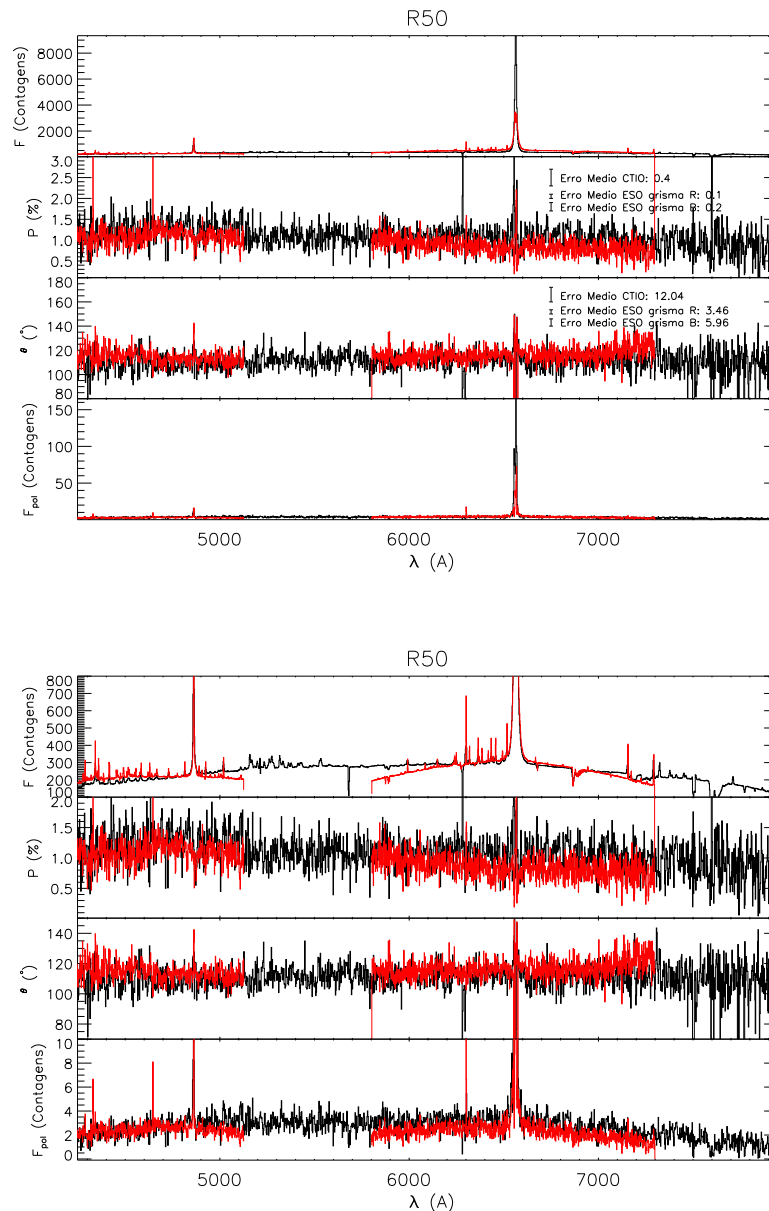 R50
F (Contagens)
8000
6000
4000
2000
P (%)
3.0
2.5
2.0
1.5
1.0
0.5
Erro Medio CTIO: 0.4
Erro Medio ESO grisma R: 0.1
Erro Medio ESO grisma B: 0.2
θ (°)
180
160
140
120
100
80
Erro Medio CTIO: 12.04
Erro Medio ESO grisma R: 3.46
Erro Medio ESO grisma B: 5.96
Fpol (Contagens)
150
100
50
5000 6000 7000
λ (A)
R50
F (Contagens)
800
700
600
500
400
300
200
100
P (%)
2.0
1.5
1.0
0.5
θ (°)
140
120
100
80
Fpol (Contagens)
10
8
6
4
2
0
5000 6000 7000
λ (A)